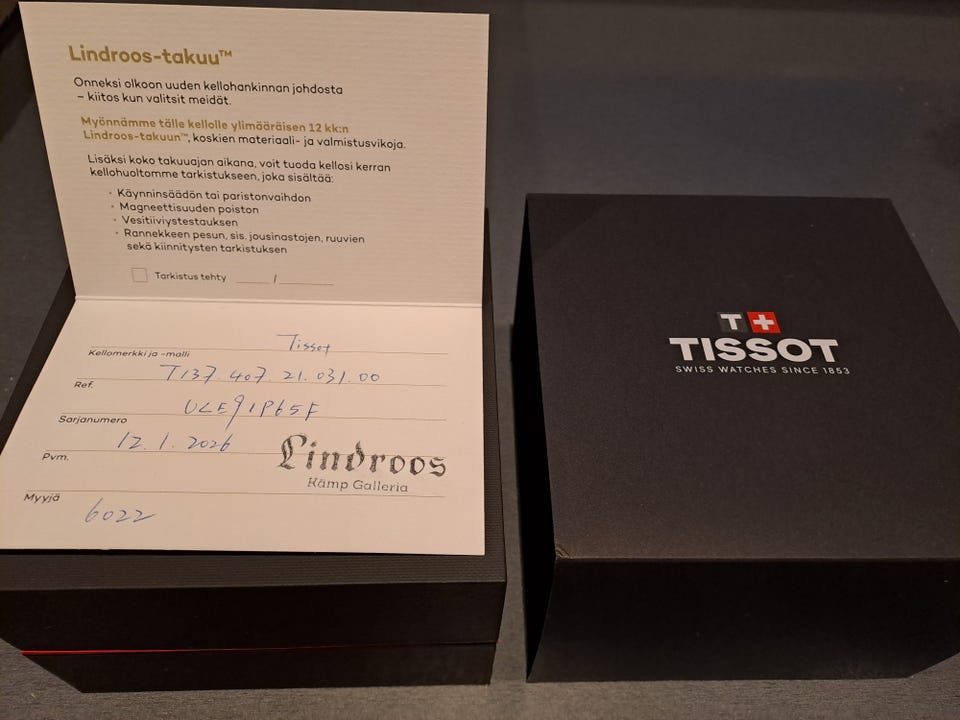 Lindroos-takuu™
Onneksi olkoon uuden kellohankinnan johdosta
– kiitos kun valitsit meidät.
Myönnämme tälle kellolle ylimääräisen 12 kk:n
Lindroos-takuun™, koskien materiaali- ja valmistusvikoja.
Lisäksi koko takuuajan aikana, voit tuoda kellosi kerran
kellohuoltomme tarkistukseen, joka sisältää:
• Käynninsäädön tai paristonvaihdon
• Magneettisuuden poiston
• Vesitiiviystestauksen
• Rannekkeen pesun, sis. jousinastojen, ruuvien
sekä kiinnitysten tarkistuksen
Tarkistus tehty ____ / ______
Tissot
Kellomerkki ja -malli
T137.407.21.031.00
Ref.
ULE91P65F
Sarjanumero
12.1.2026
Pvm.
Lindroos
Kämp Galleria
Myyjä
6022
T+
TISSOT
SWISS WATCHES SINCE 1853